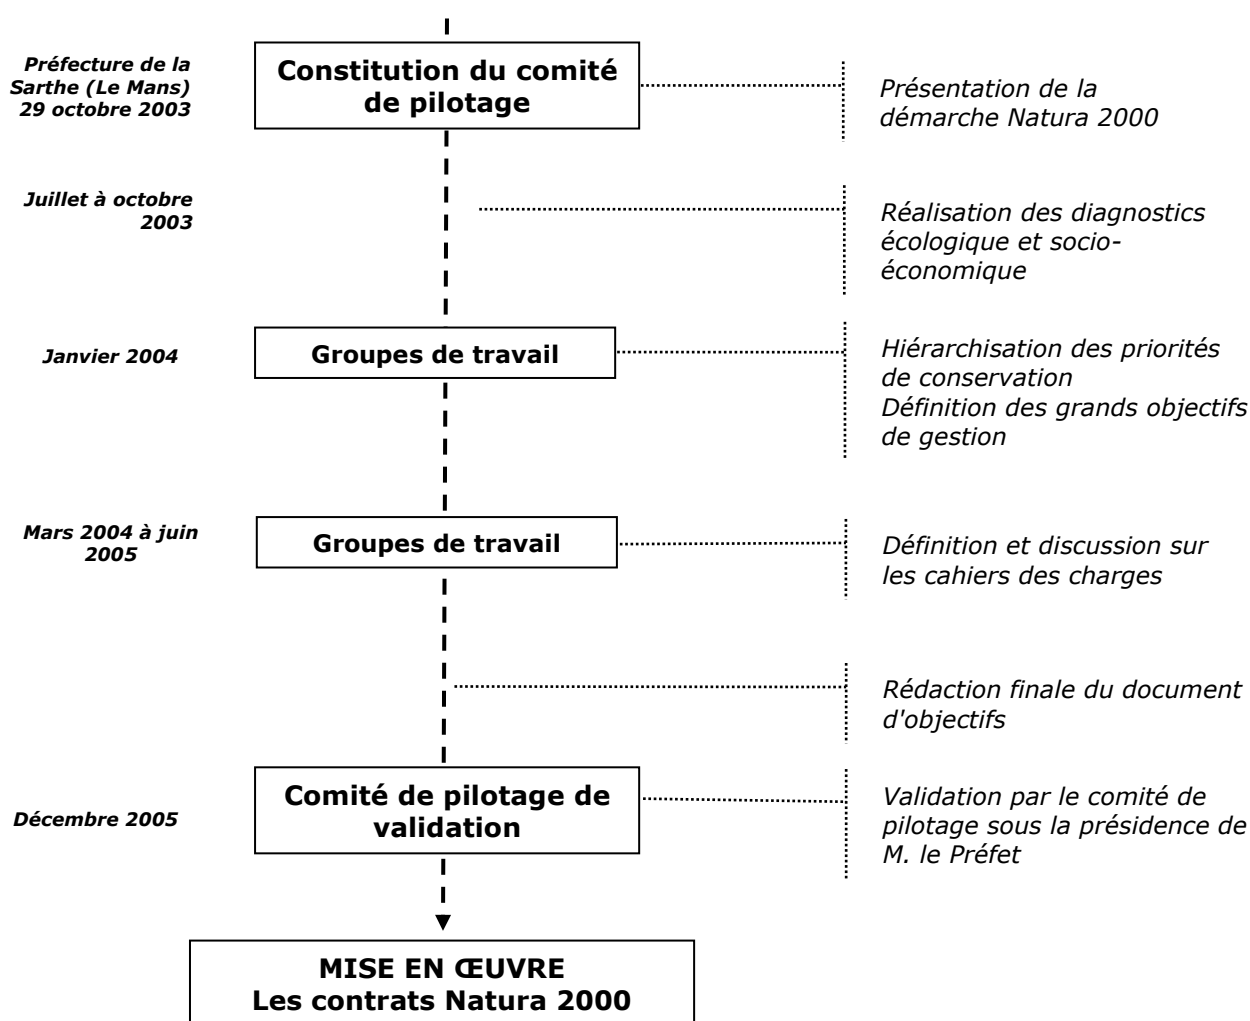 Préfecture de la
Sarthe (Le Mans)
29 octobre 2003
Constitution du comité
de pilotage
Présentation de la
démarche Natura 2000
Juillet à octobre
2003
Réalisation des diagnostics
écologique et socio-
économique
Janvier 2004
Groupes de travail
Hiérarchisation des priorités
de conservation
Définition des grands objectifs
de gestion
Mars 2004 à juin
2005
Groupes de travail
Définition et discussion sur
les cahiers des charges
Rédaction finale du document
d'objectifs
Décembre 2005
Comité de pilotage de
validation
Validation par le comité de
pilotage sous la présidence de
M. le Préfet
MISE EN ŒUVRE
Les contrats Natura 2000